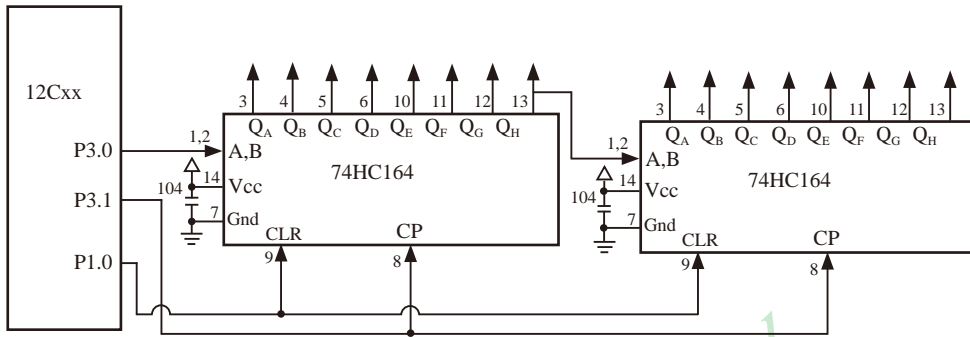 12Cxx
P3.0
P3.1
P1.0
3 4 5 6 10 11 12 13
QA QB QC QD QE QF QG QH
1,2
A,B
74HC164
14
Vcc
104
7
Gnd
CLR
CP
9
8
3 4 5 6 10 11 12 13
QA QB QC QD QE QF QG QH
1,2
A,B
74HC164
14
Vcc
104
7
Gnd
CLR
CP
9
8